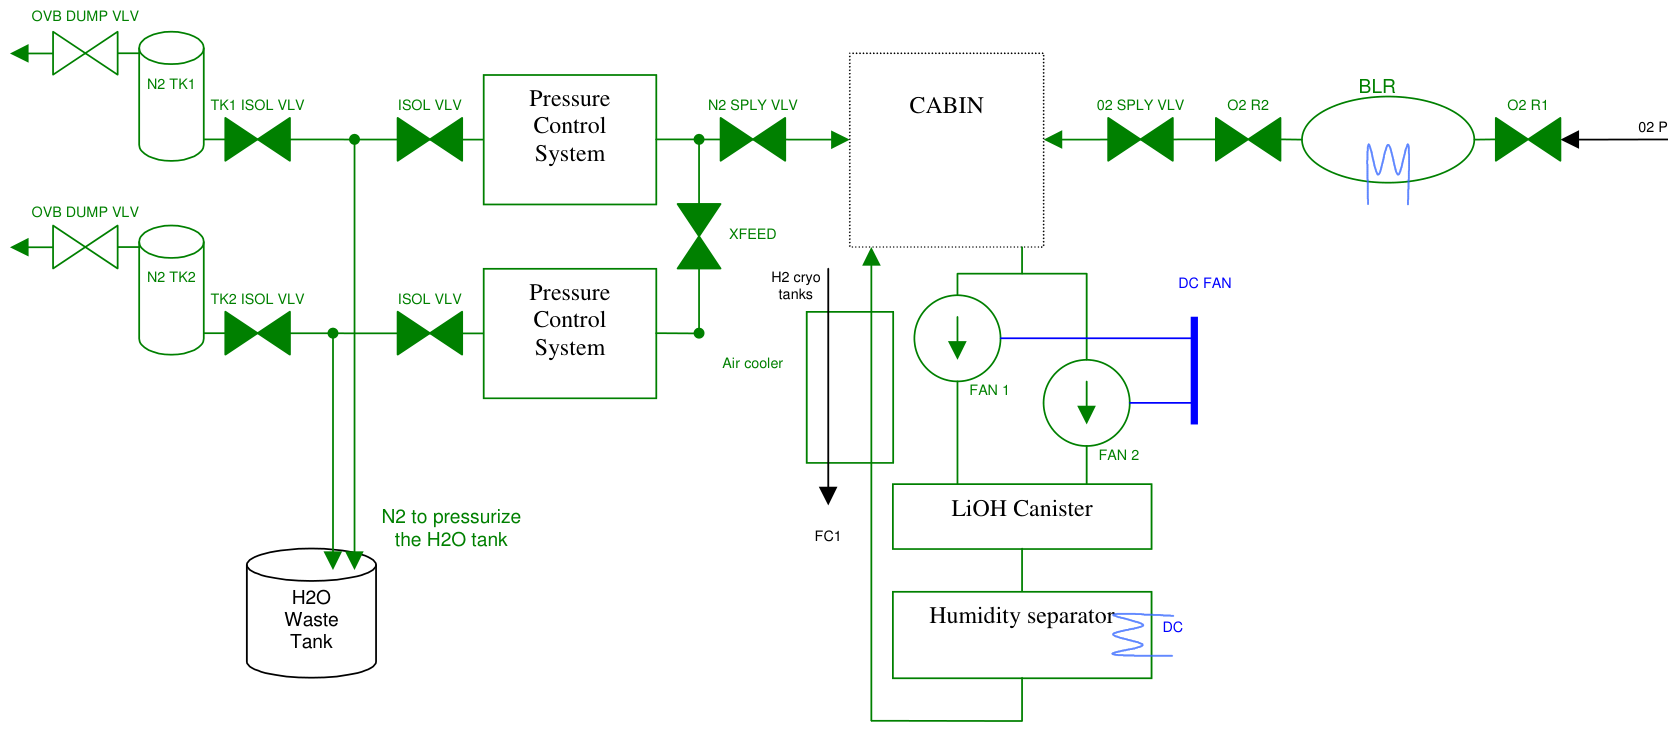 OVB DUMP VLV
N2 TK1
TK1 ISOL VLV
ISOL VLV
Pressure
Control
System
N2 SPLY VLV
CABIN
02 SPLY VLV
O2 R2
BLR
O2 R1
02 P
OVB DUMP VLV
N2 TK2
TK2 ISOL VLV
ISOL VLV
Pressure
Control
System
XFEED
H2 cryo
tanks
Air cooler
FC1
DC FAN
FAN 1
FAN 2
LiOH Canister
Humidity separator
DC
N2 to pressurize
the H2O tank
H2O
Waste
Tank